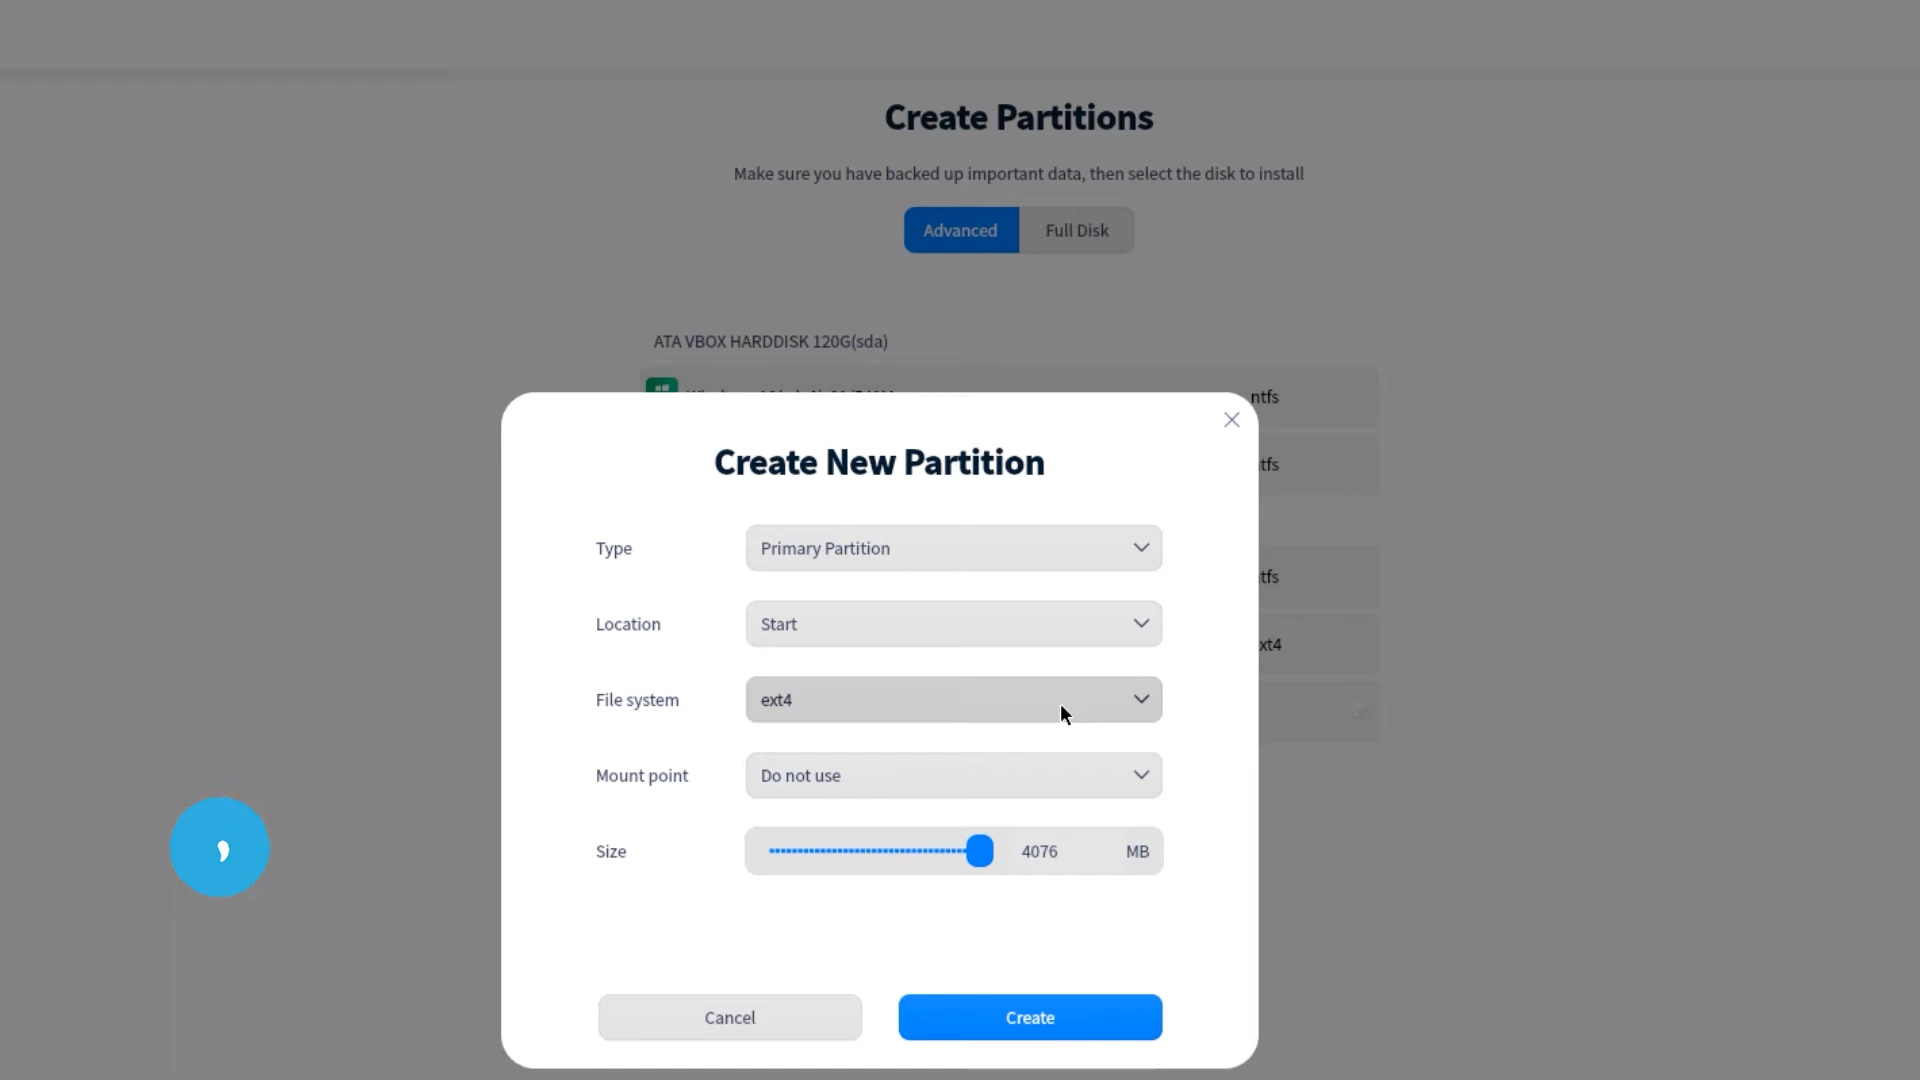 Create Partitions
Make sure you have backed up important data, then select the disk to install
Advanced Full Disk
ATA VBOX HARDDISK 120G(sda)
ntfs
Create New Partition
tfs
Type Primary Partition
tfs
Location Start
xt4
File system ext4
Mount point Do not use
Size 4076 MB
Cancel Create